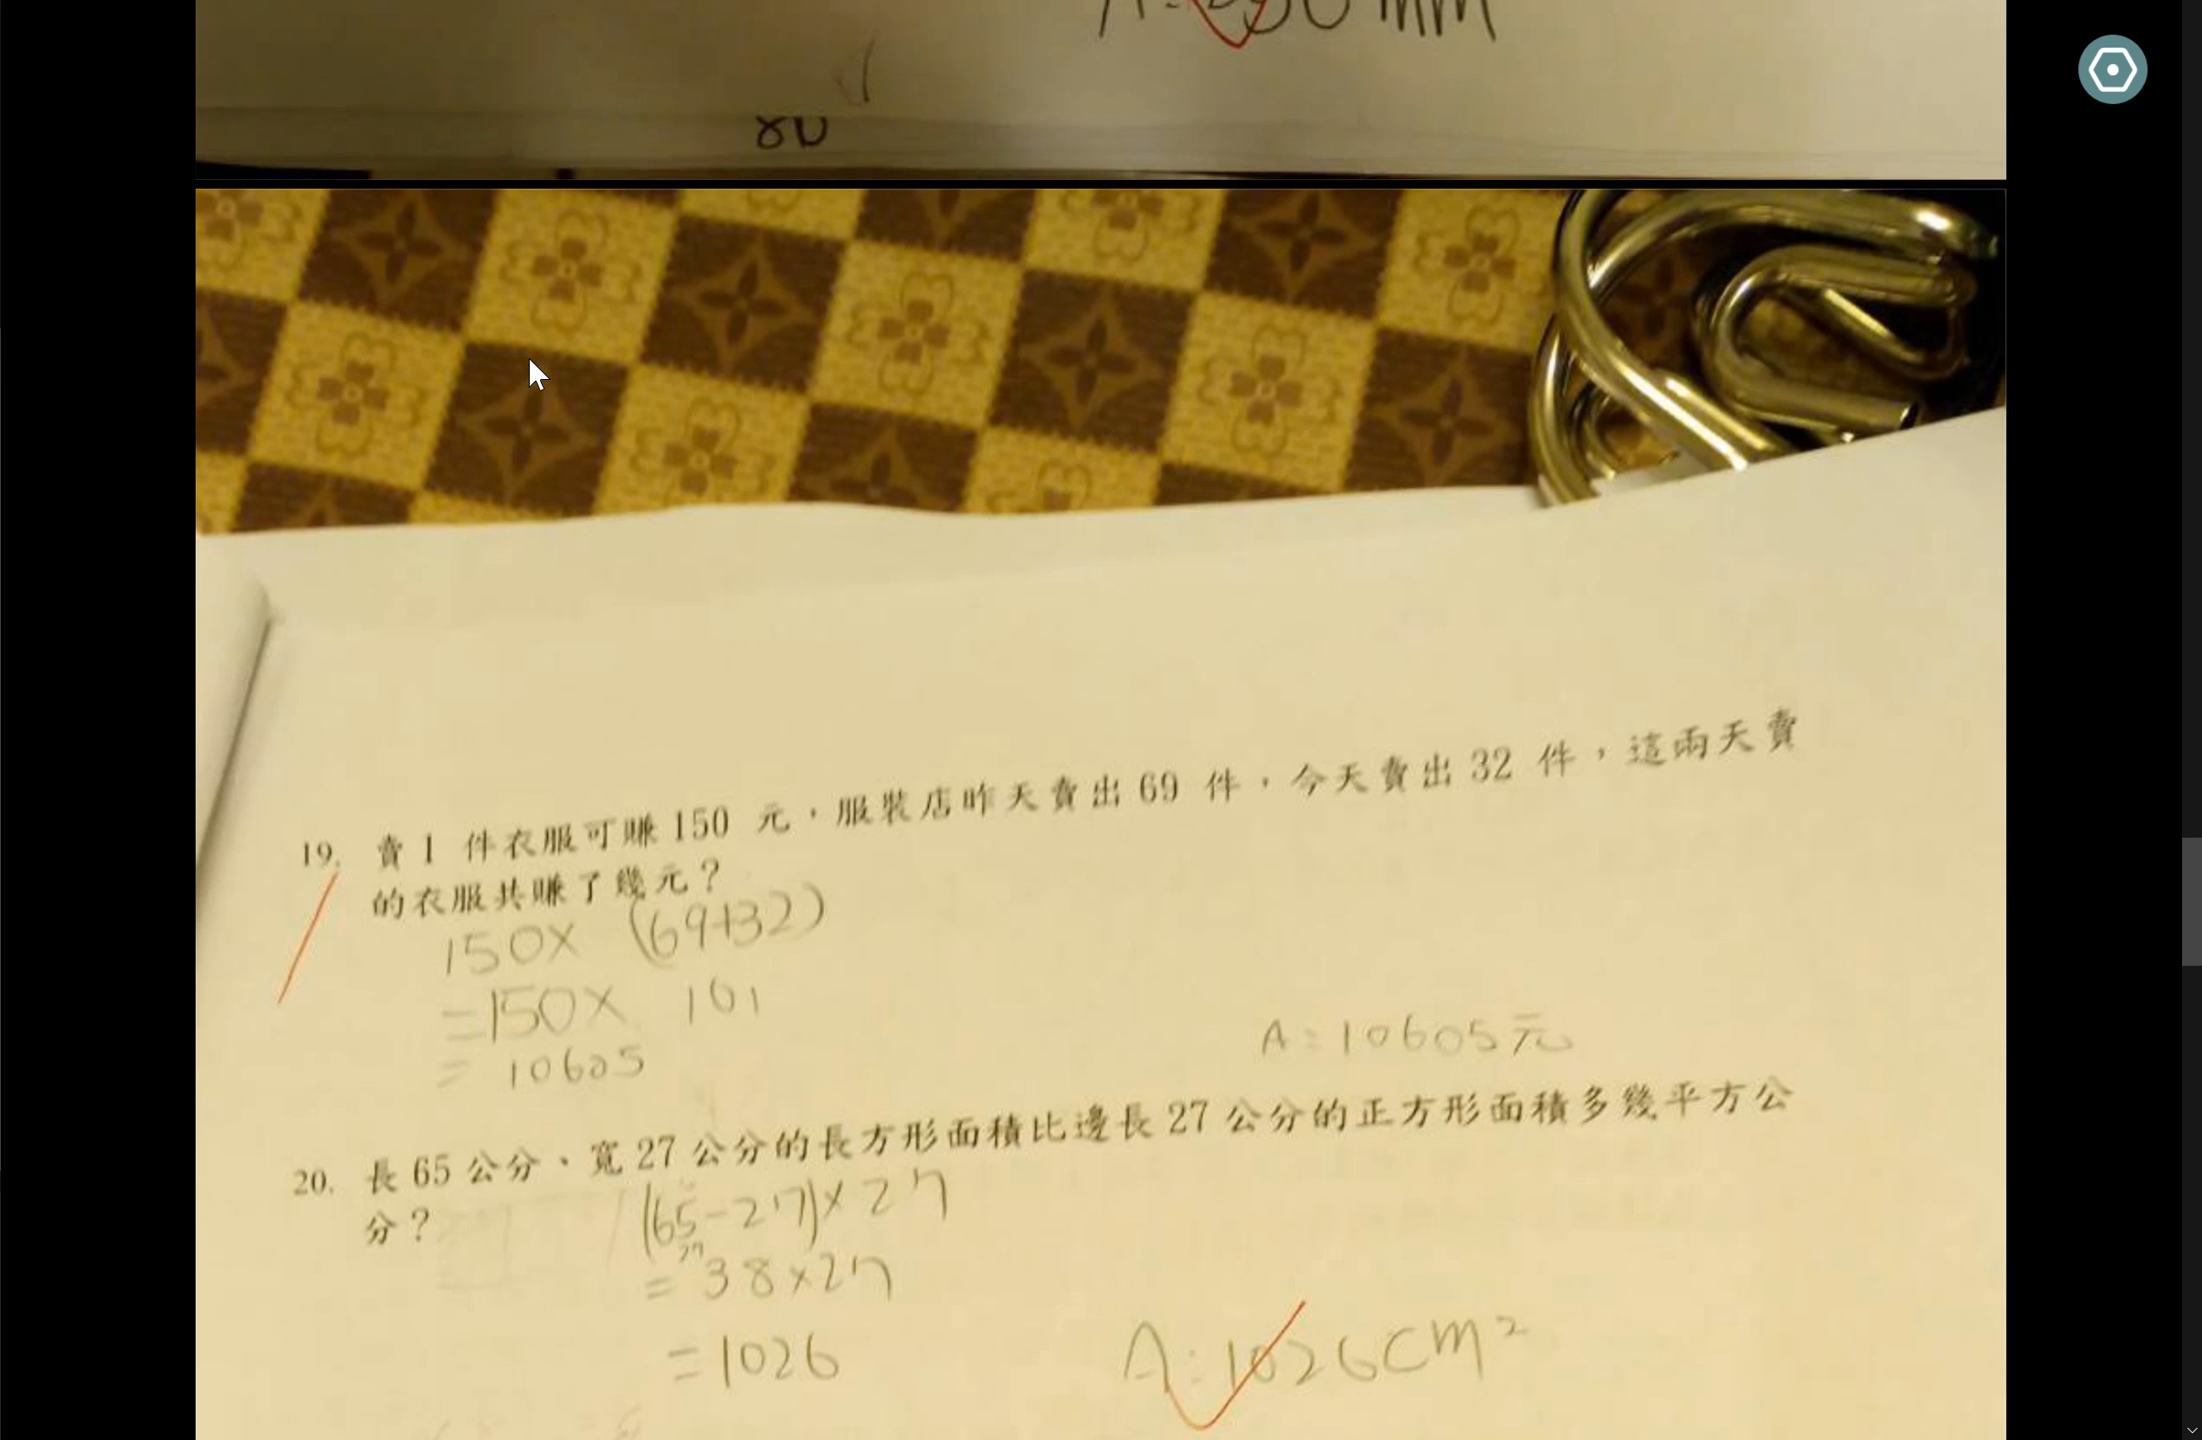 80
19. 賣 1 件衣服可賺 150 元，服裝店昨天賣出 69 件，今天賣出 32 件，這兩天賣
的衣服共賺了幾元？
150× (69+32)
=150× 101
= 10605
A=10605元
20. 長 65 公分、寬 27 公分的長方形面積比邊長 27 公分的正方形面積多幾平方公
分？
(65-27)×27
= 38×27
=1026
A:1026cm²